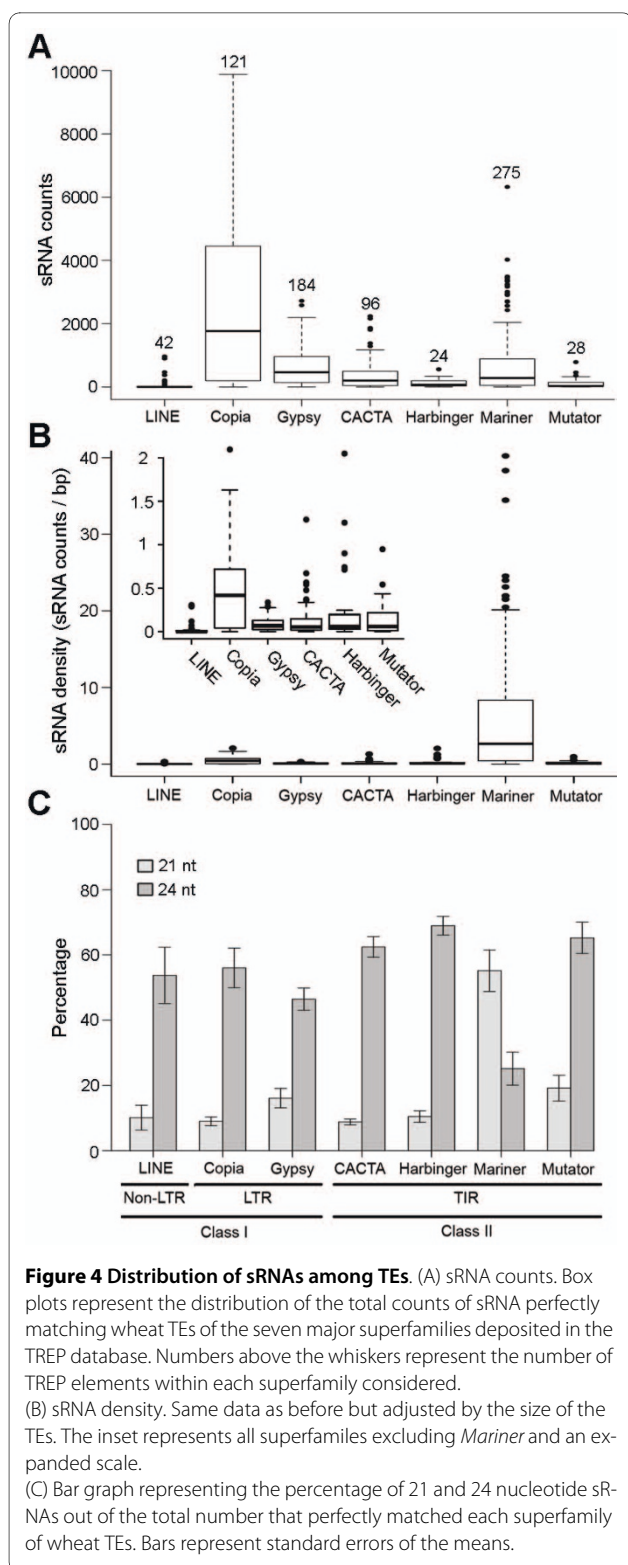 A
10000
8000
6000
4000
2000
0
sRNA counts
121
275
184
96
42
24
28
LINE Copia Gypsy CACTA Harbinger Mariner Mutator
B
40
30
20
10
0
sRNA density (sRNA counts / bp)
2
1.5
1
0.5
0
LINE Copia Gypsy CACTA Harbinger Mutator
LINE Copia Gypsy CACTA Harbinger Mariner Mutator
C
100
80
60
40
20
0
Percentage
21 nt
24 nt
LINE Copia Gypsy CACTA Harbinger Mariner Mutator
Non-LTR LTR TIR
Class I Class II
Figure 4 Distribution of sRNAs among TEs. (A) sRNA counts. Box
plots represent the distribution of the total counts of sRNA perfectly
matching wheat TEs of the seven major superfamilies deposited in the
TREP database. Numbers above the whiskers represent the number of
TREP elements within each superfamily considered.
(B) sRNA density. Same data as before but adjusted by the size of the
TEs. The inset represents all superfamiles excluding Mariner and an ex-
panded scale.
(C) Bar graph representing the percentage of 21 and 24 nucleotide sR-
NAs out of the total number that perfectly matched each superfamily
of wheat TEs. Bars represent standard errors of the means.